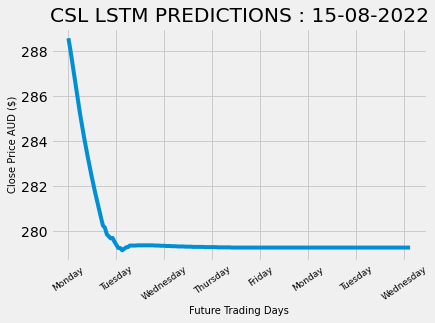 CSL LSTM PREDICTIONS : 15-08-2022
288
286
284
282
280
Close Price AUD ($)
Monday
Tuesday
Wednesday
Thursday
Friday
Monday
Tuesday
Wednesday
Future Trading Days